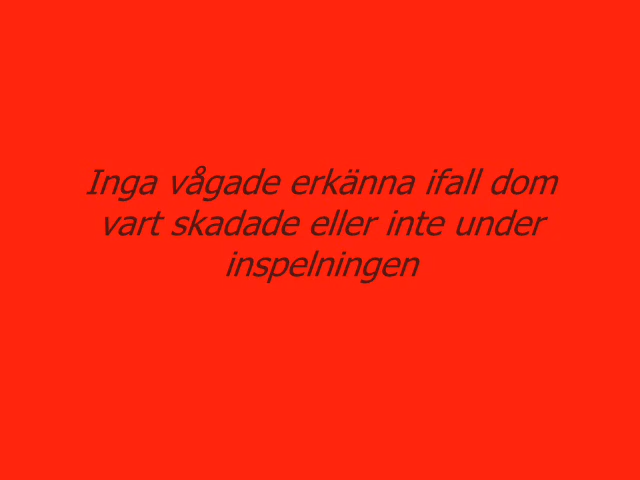 Inga vågade erkänna ifall dom
vart skadade eller inte under
inspelningen